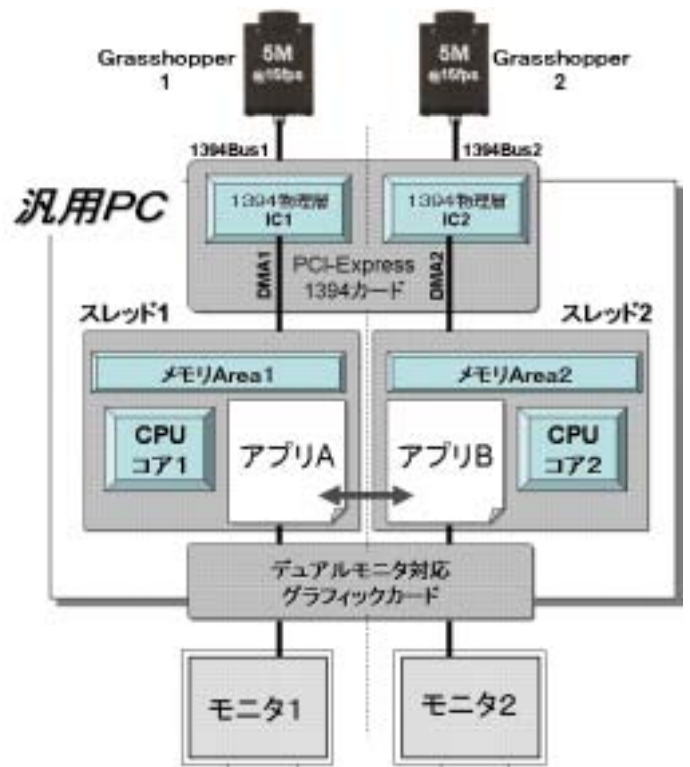 Grasshopper
1
5M
@15fps
5M
@15fps
Grasshopper
2
1394Bus1
1394Bus2
汎用PC
1394物理層
IC1
1394物理層
IC2
DMA1
DMA2
PCI-Express
1394カード
スレッド1
スレッド2
メモリArea1
メモリArea2
CPU
コア1
アプリA
アプリB
CPU
コア2
デュアルモニタ対応
グラフィックカード
モニタ1
モニタ2